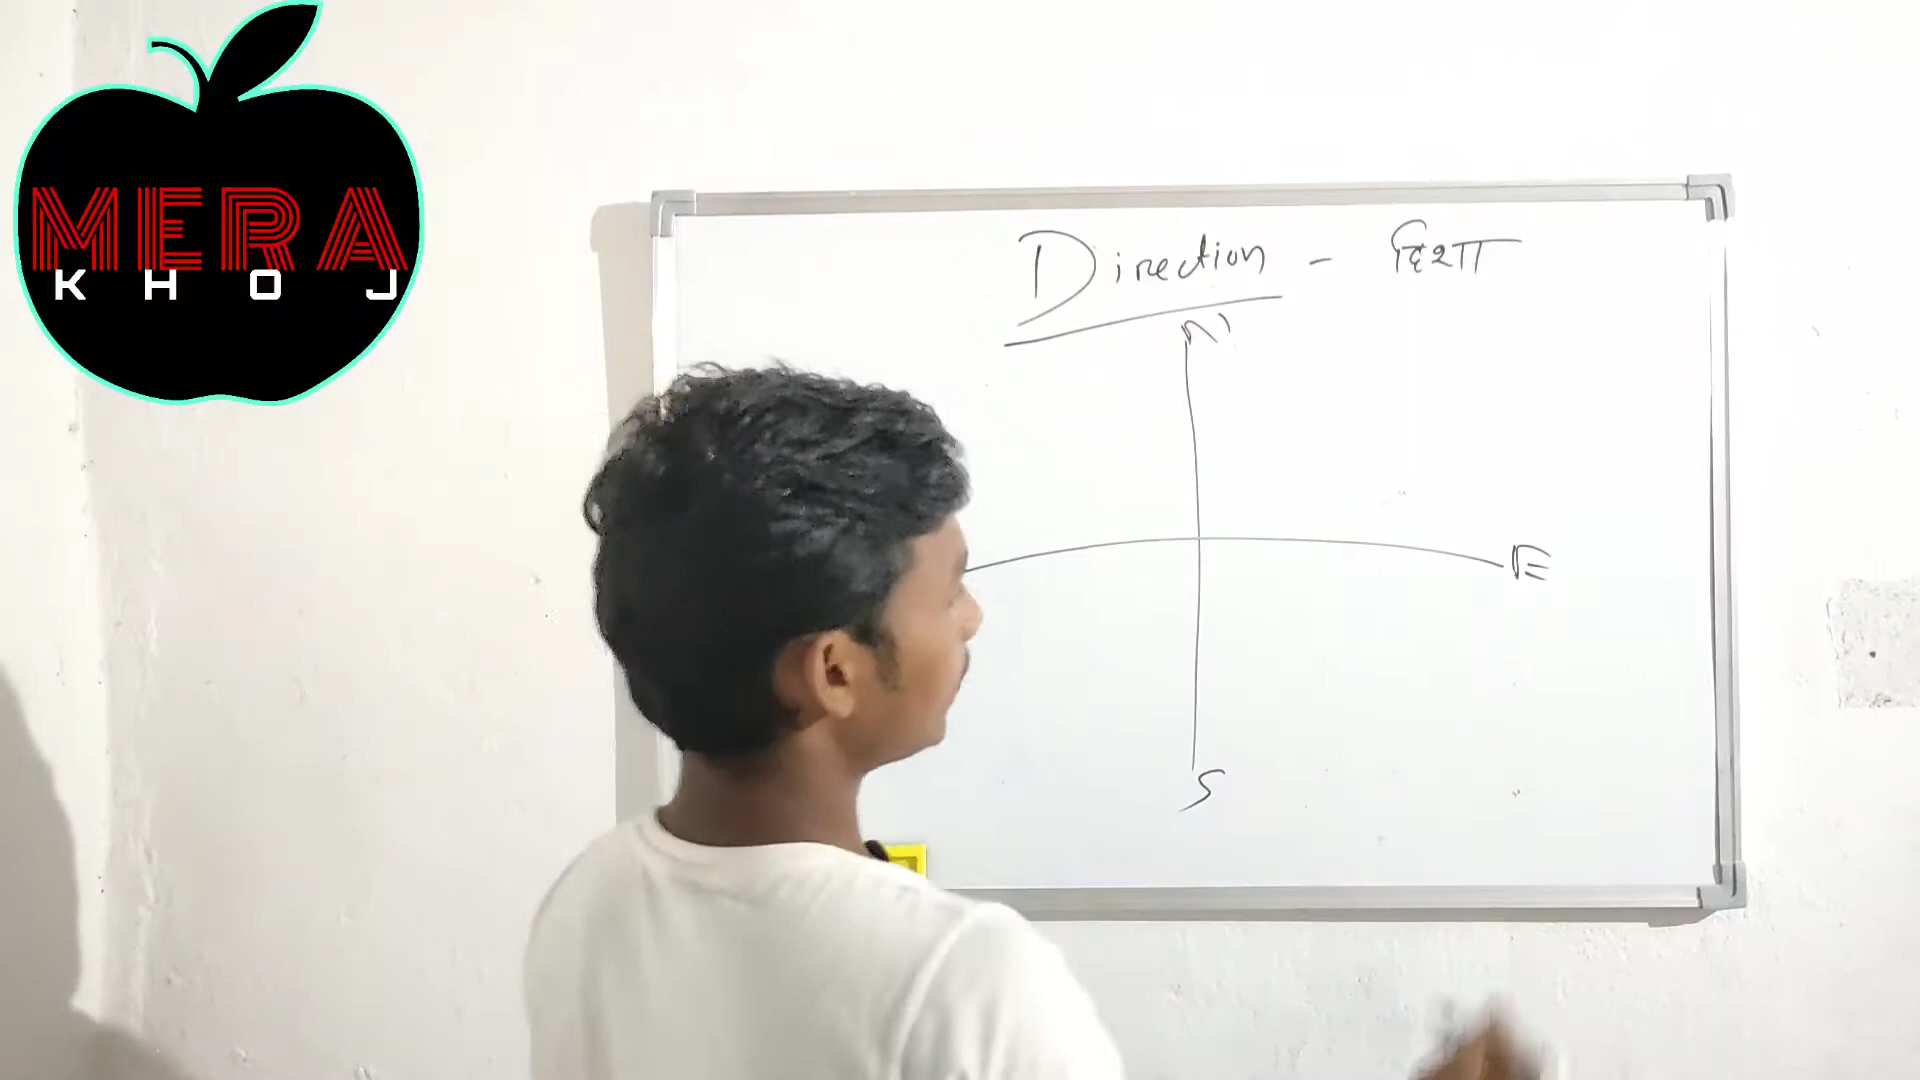 MERA
KHOJ
Direction - दिशा
N
E
S